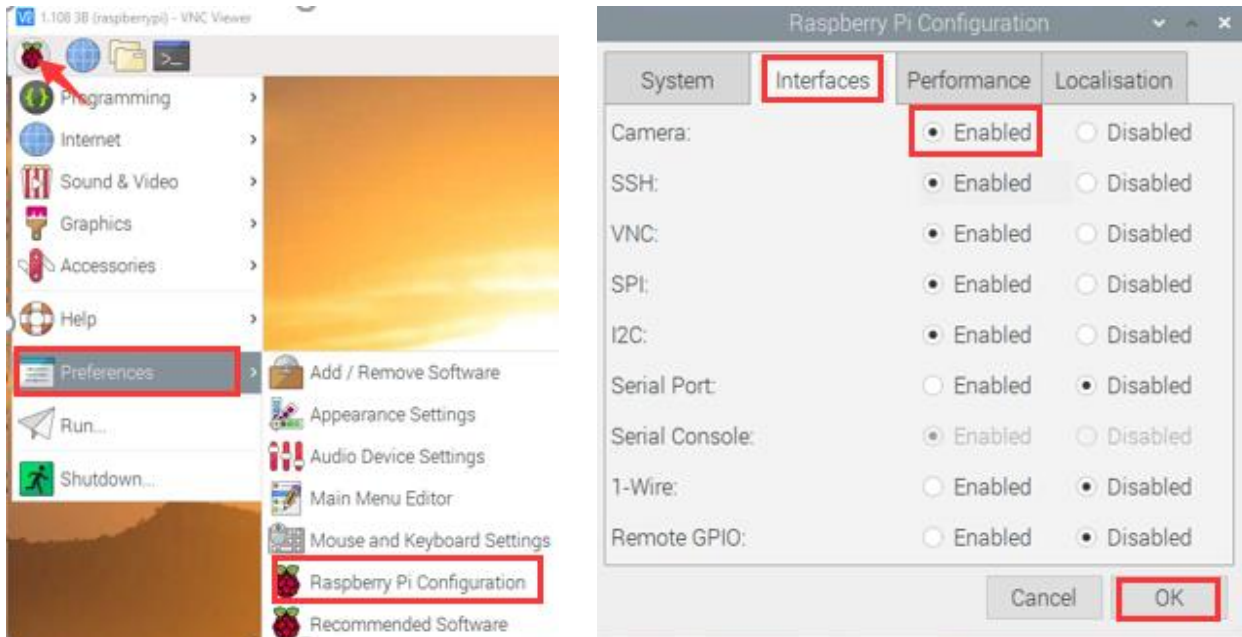 1.108 3B (raspberrypi) - VNC Viewer
Programming
Internet
Sound & Video
Graphics
Accessories
Help
Preferences
Run...
Shutdown...
Add / Remove Software
Appearance Settings
Audio Device Settings
Main Menu Editor
Mouse and Keyboard Settings
Raspberry Pi Configuration
Recommended Software
Raspberry Pi Configuration
System Interfaces Performance Localisation
Camera: Enabled Disabled
SSH: Enabled Disabled
VNC: Enabled Disabled
SPI: Enabled Disabled
I2C: Enabled Disabled
Serial Port: Enabled Disabled
Serial Console: Enabled Disabled
1-Wire: Enabled Disabled
Remote GPIO: Enabled Disabled
Cancel OK